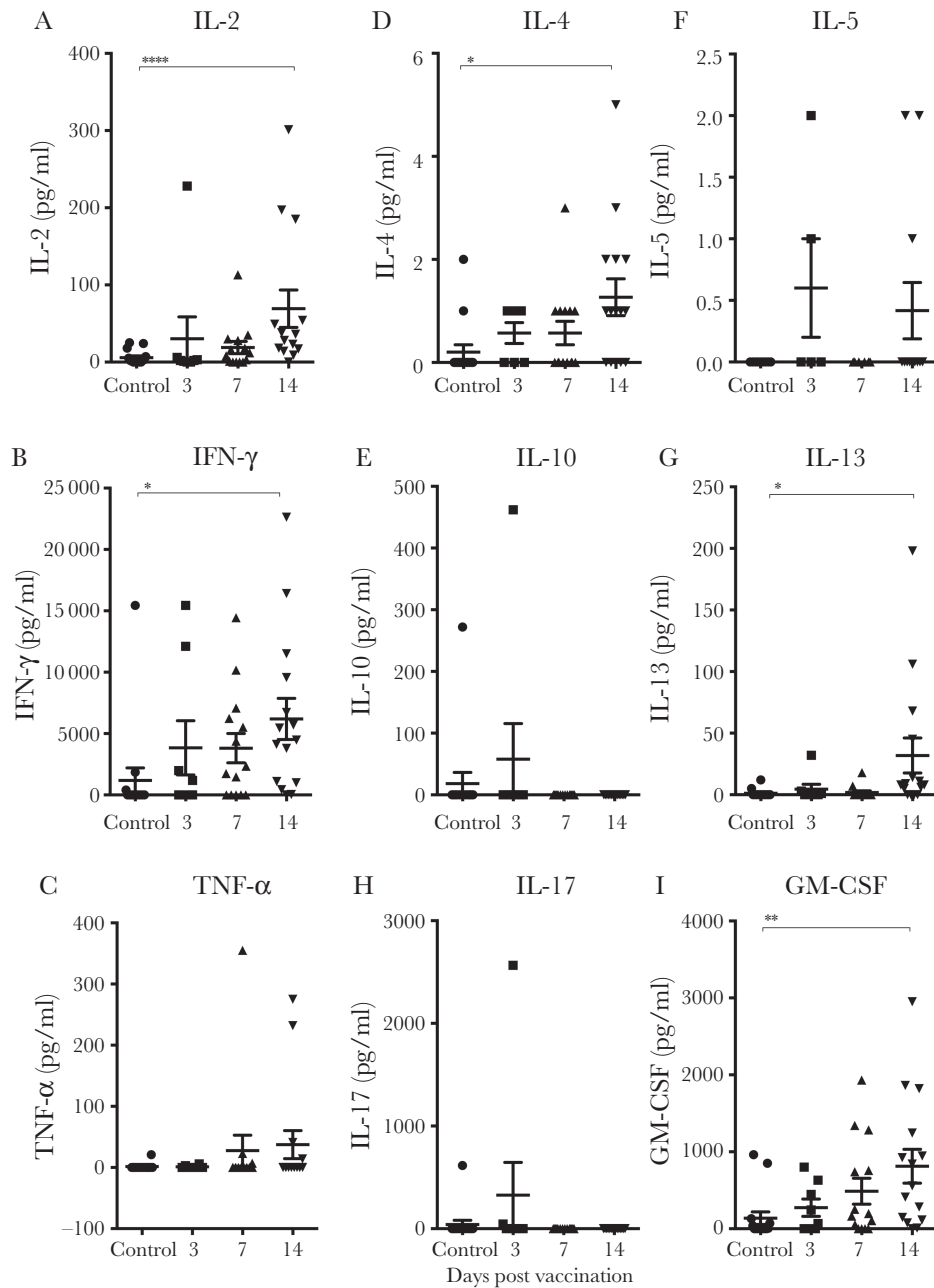 A IL-2
IL-2 (pg/ml)
400
300
200
100
0
****
Control 3 7 14
D IL-4
IL-4 (pg/ml)
6
4
2
0
*
Control 3 7 14
F IL-5
IL-5 (pg/ml)
2.5
2.0
1.5
1.0
0.5
0.0
Control 3 7 14
B IFN-γ
IFN-γ (pg/ml)
25 000
20 000
15 000
10 000
5000
0
*
Control 3 7 14
E IL-10
IL-10 (pg/ml)
500
400
300
200
100
0
Control 3 7 14
G IL-13
IL-13 (pg/ml)
250
200
150
100
50
0
*
Control 3 7 14
C TNF-α
TNF-α (pg/ml)
400
300
200
100
0
−100
Control 3 7 14
H IL-17
IL-17 (pg/ml)
3000
2000
1000
0
Control 3 7 14
Days post vaccination
I GM-CSF
GM-CSF (pg/ml)
4000
3000
2000
1000
0
**
Control 3 7 14